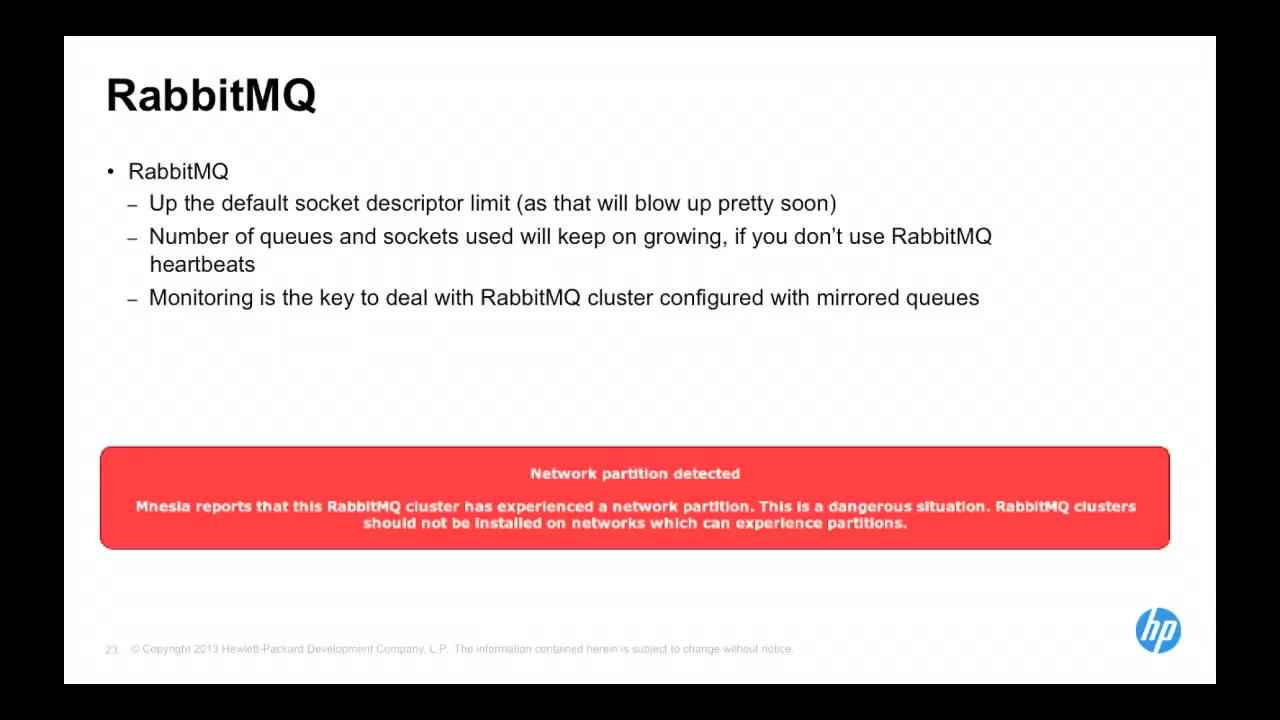 RabbitMQ
• RabbitMQ
– Up the default socket descriptor limit (as that will blow up pretty soon)
– Number of queues and sockets used will keep on growing, if you don’t use RabbitMQ
heartbeats
– Monitoring is the key to deal with RabbitMQ cluster configured with mirrored queues
Network partition detected
Mnesia reports that this RabbitMQ cluster has experienced a network partition. This is a dangerous situation. RabbitMQ clusters
should not be installed on networks which can experience partitions.
hp
23 © Copyright 2013 Hewlett-Packard Development Company, L.P. The information contained herein is subject to change without notice.